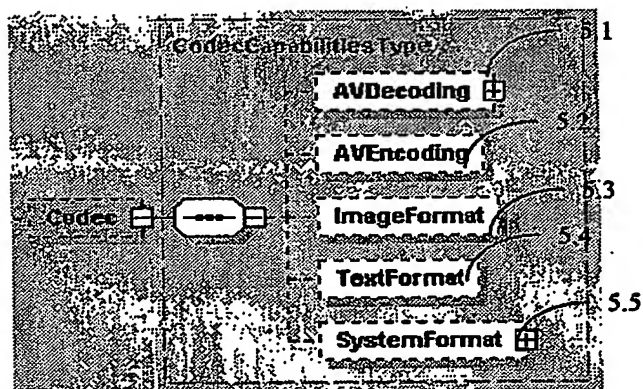 CodecCapabilitiesType
5.1
AVDecoding
5.2
AVEncoding
5.3
Codec
ImageFormat
5.4
TextFormat
5.5
SystemFormat